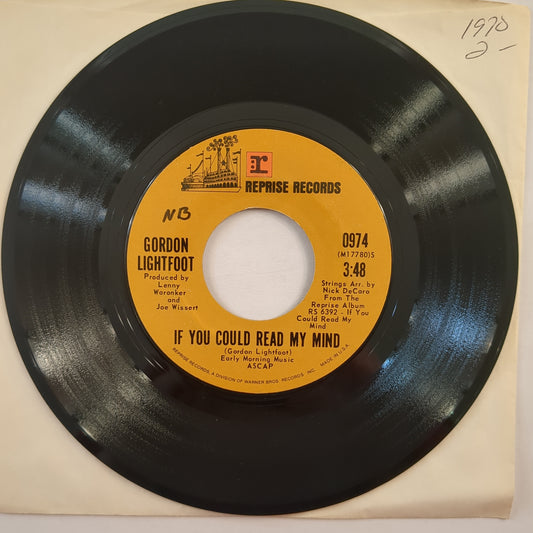 1970
2-
r
REPRISE RECORDS
NB
GORDON
LIGHTFOOT
Produced by
Lenny
Waronker
and
Joe Wissert
0974
(M17780)S
3:48
Strings Arr. by
Nick DeCaro
From The
Reprise Album
RS 6392 - If You
Could Read My
Mind
IF YOU COULD READ MY MIND
(Gordon Lightfoot)
Early Morning Music
ASCAP
REPRISE RECORDS, A DIVISION OF WARNER BROS. RECORDS, INC. MADE IN U.S.A.